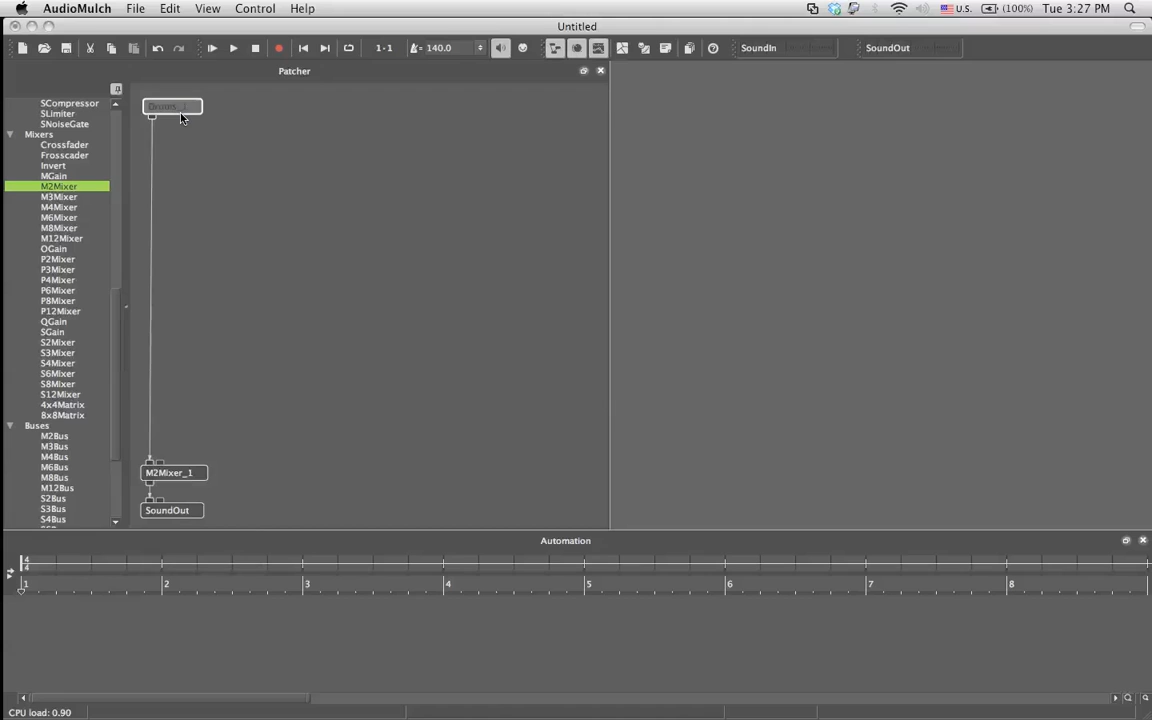 AudioMulch File Edit View Control Help U.S. (100%) Tue 3:27 PM
Untitled
1-1 = 140.0 SoundIn SoundOut
Patcher
SCompressor
SLimiter
SNoiseGate
Mixers
Crossfader
Frosscader
Invert
MGain
M2Mixer
M3Mixer
M4Mixer
M6Mixer
M8Mixer
M12Mixer
OGain
P2Mixer
P3Mixer
P4Mixer
P6Mixer
P8Mixer
P12Mixer
QGain
SGain
S2Mixer
S3Mixer
S4Mixer
S6Mixer
S8Mixer
S12Mixer
4x4Matrix
8x8Matrix
Buses
M2Bus
M3Bus
M4Bus
M6Bus
M8Bus
M12Bus
S2Bus
S3Bus
S4Bus
Drums_1
M2Mixer_1
SoundOut
Automation
4
4
1 2 3 4 5 6 7 8
CPU load: 0.90